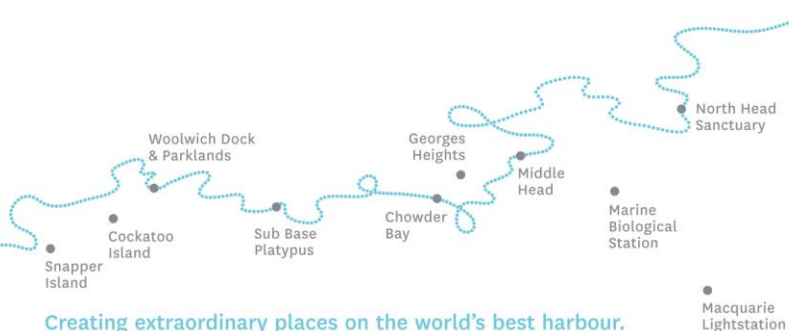 North Head
Sanctuary
Woolwich Dock
& Parklands
Georges
Heights
Middle
Head
Marine
Biological
Station
Chowder
Bay
Cockatoo
Island
Sub Base
Platypus
Snapper
Island
Macquarie
Lightstation
Creating extraordinary places on the world's best harbour.